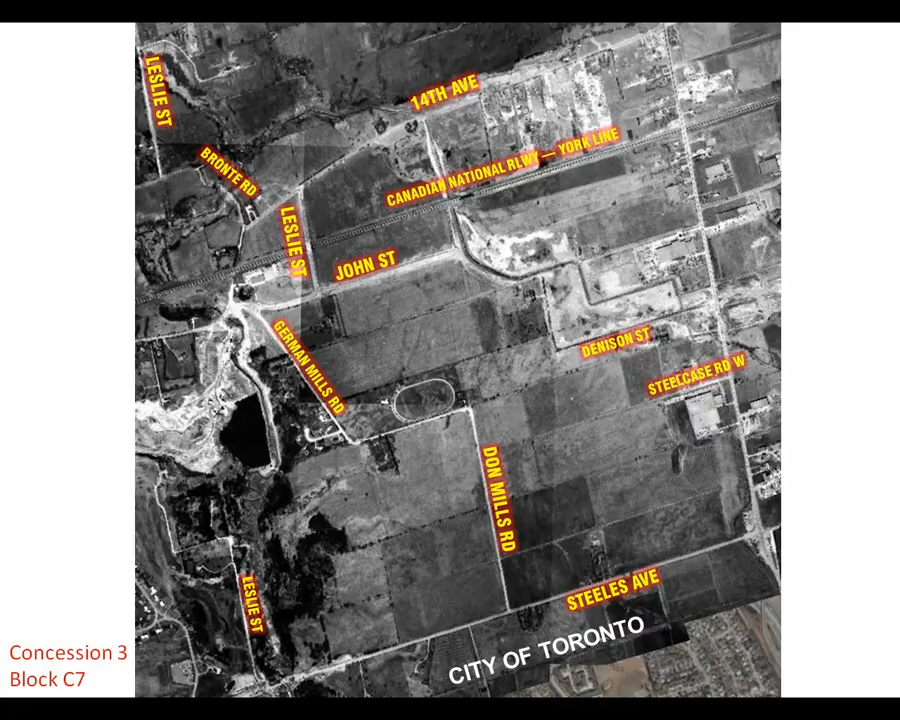 LESLIE ST
14TH AVE
BRONTE RD
CANADIAN NATIONAL RLWY — YORK LINE
LESLIE ST
JOHN ST
GERMAN MILLS RD
DENISON ST
STEELCASE RD W
DON MILLS RD
LESLIE ST
STEELES AVE
CITY OF TORONTO
Concession 3
Block C7